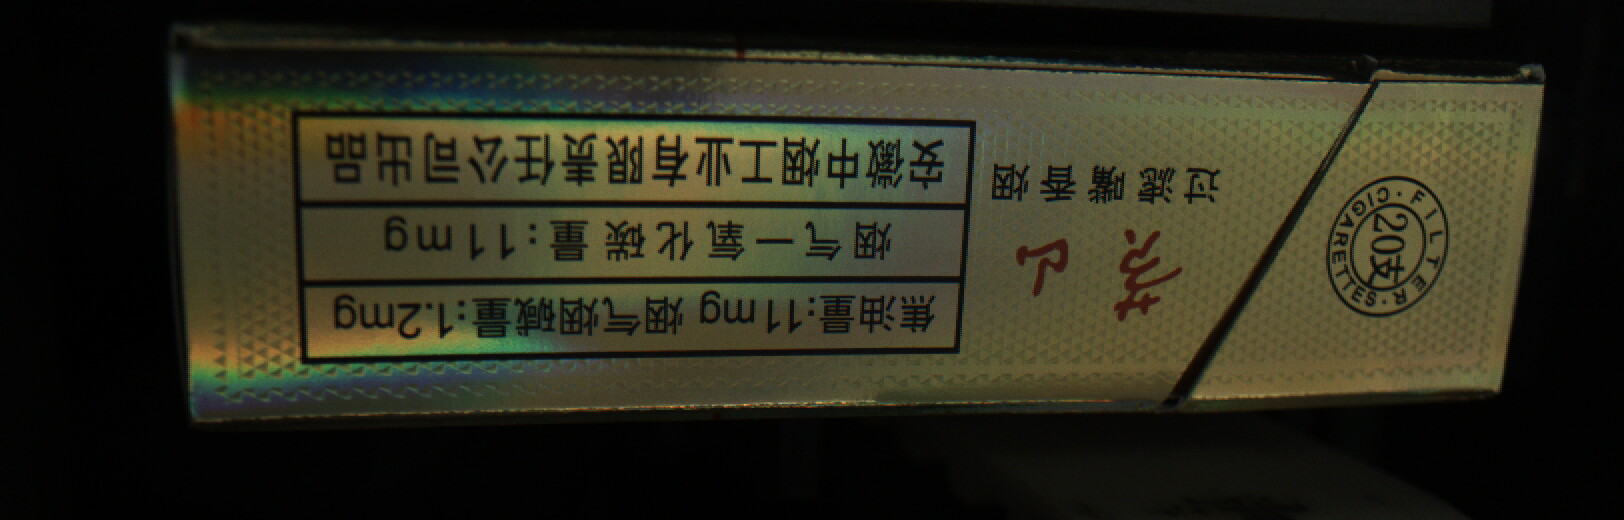 FILTER · CIGARETTES ·
20支
黄山
过滤嘴香烟
焦油量:11mg 烟气烟碱量:1.2mg
烟气一氧化碳量:11mg
安徽中烟工业有限责任公司出品